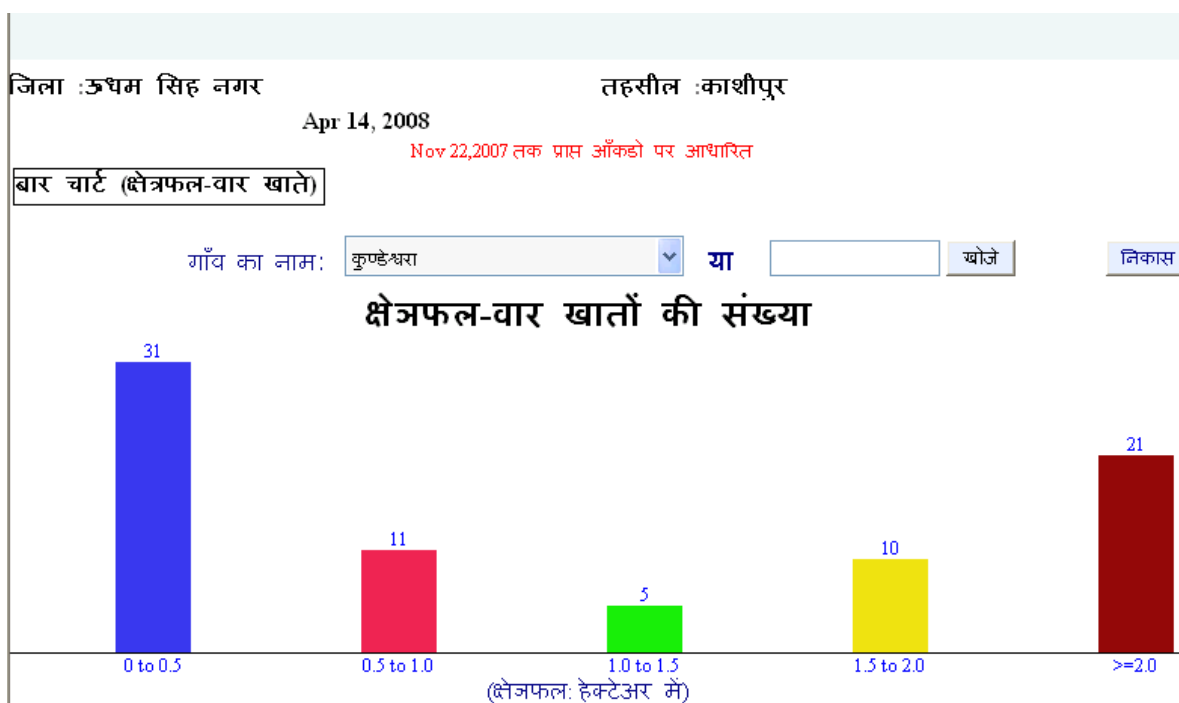 जिला :ऊधम सिह नगर तहसील :काशीपुर
Apr 14, 2008
Nov 22,2007 तक प्राप्त आँकडो पर आधारित
बार चार्ट (क्षेत्रफल-वार खाते)
गाँव का नाम: कुण्डेश्वरा या खोजे निकास
क्षेञफल-वार खातों की संख्या
31
21
11
10
5
0 to 0.5 0.5 to 1.0 1.0 to 1.5 1.5 to 2.0 >=2.0
(क्षेञफल: हेक्टेअर में)